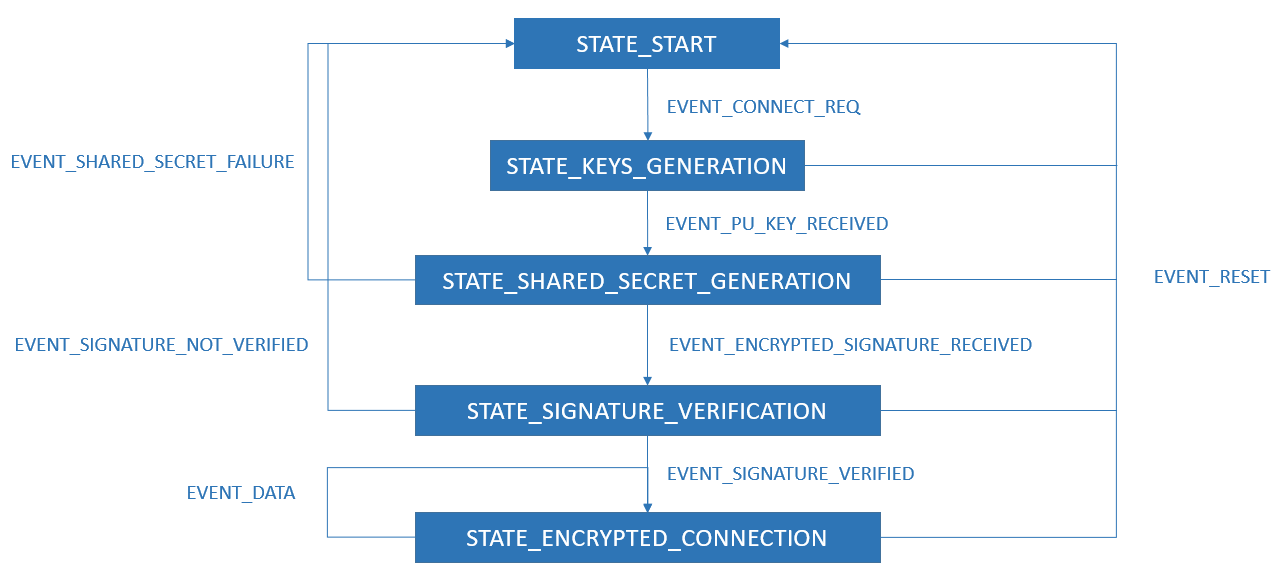 STATE_START
EVENT_CONNECT_REQ
EVENT_SHARED_SECRET_FAILURE
STATE_KEYS_GENERATION
EVENT_PU_KEY_RECEIVED
STATE_SHARED_SECRET_GENERATION
EVENT_RESET
EVENT_SIGNATURE_NOT_VERIFIED
EVENT_ENCRYPTED_SIGNATURE_RECEIVED
STATE_SIGNATURE_VERIFICATION
EVENT_SIGNATURE_VERIFIED
EVENT_DATA
STATE_ENCRYPTED_CONNECTION